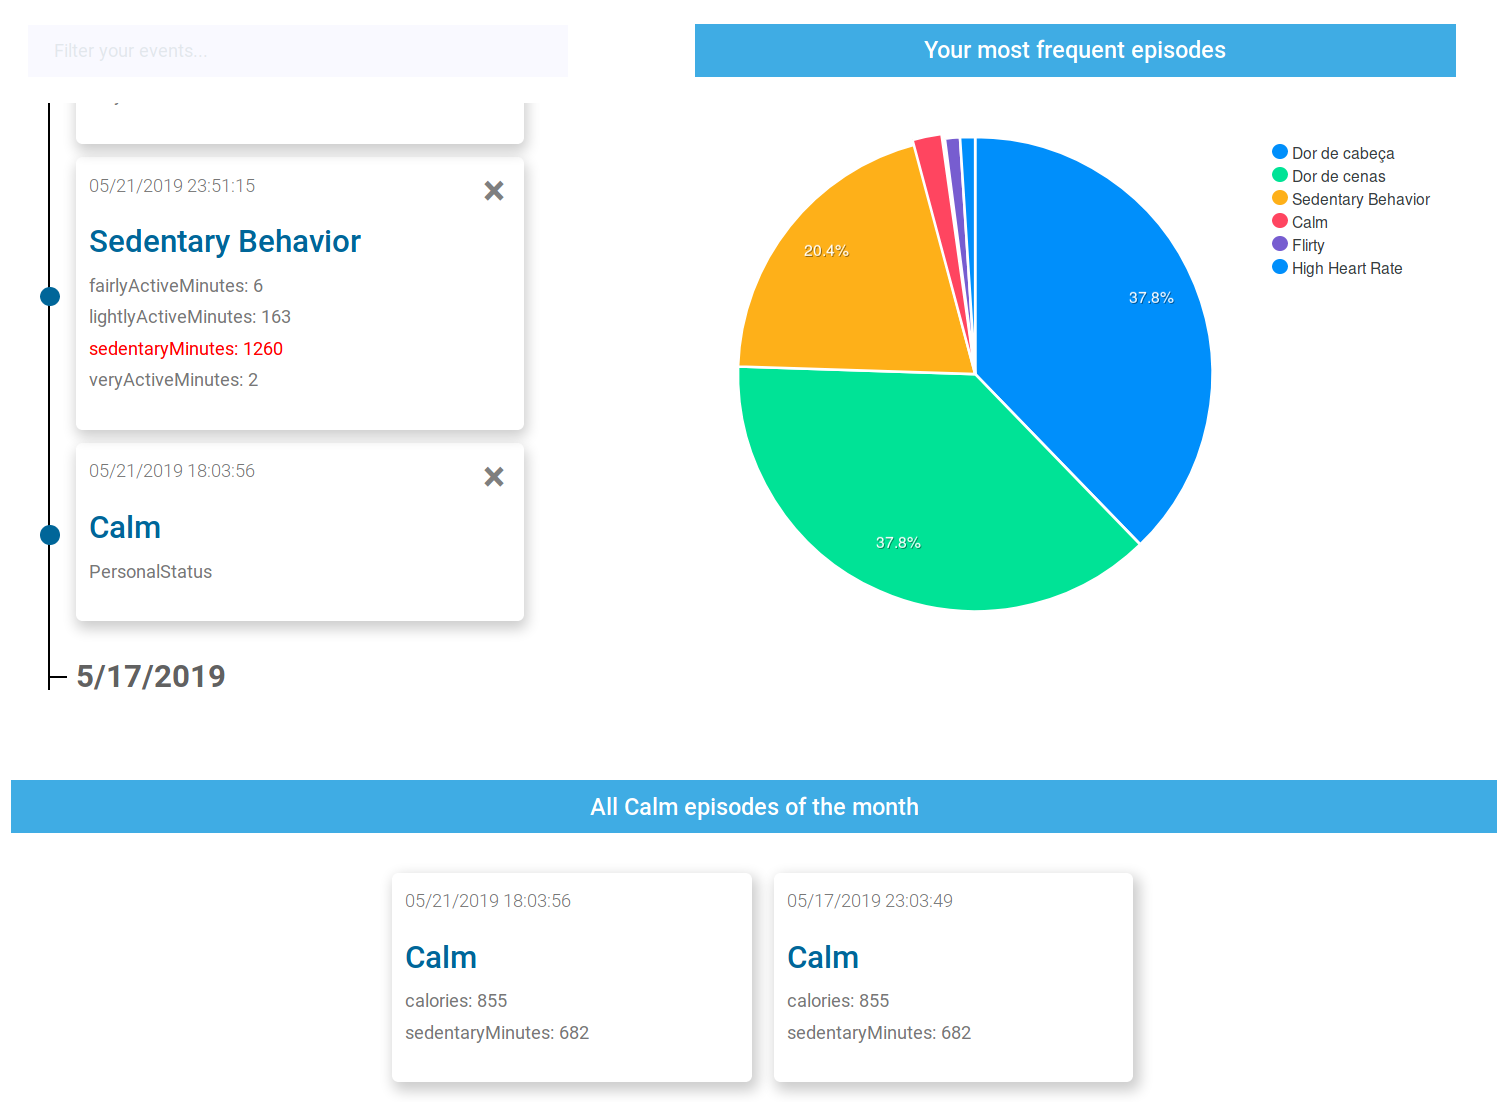 Filter your events...
05/21/2019 23:51:15
Sedentary Behavior
fairlyActiveMinutes: 6
lightlyActiveMinutes: 163
sedentaryMinutes: 1260
veryActiveMinutes: 2
05/21/2019 18:03:56
Calm
PersonalStatus
5/17/2019
Your most frequent episodes
20.4%
37.8%
37.8%
Dor de cabeça
Dor de cenas
Sedentary Behavior
Calm
Flirty
High Heart Rate
All Calm episodes of the month
05/21/2019 18:03:56
Calm
calories: 855
sedentaryMinutes: 682
05/17/2019 23:03:49
Calm
calories: 855
sedentaryMinutes: 682